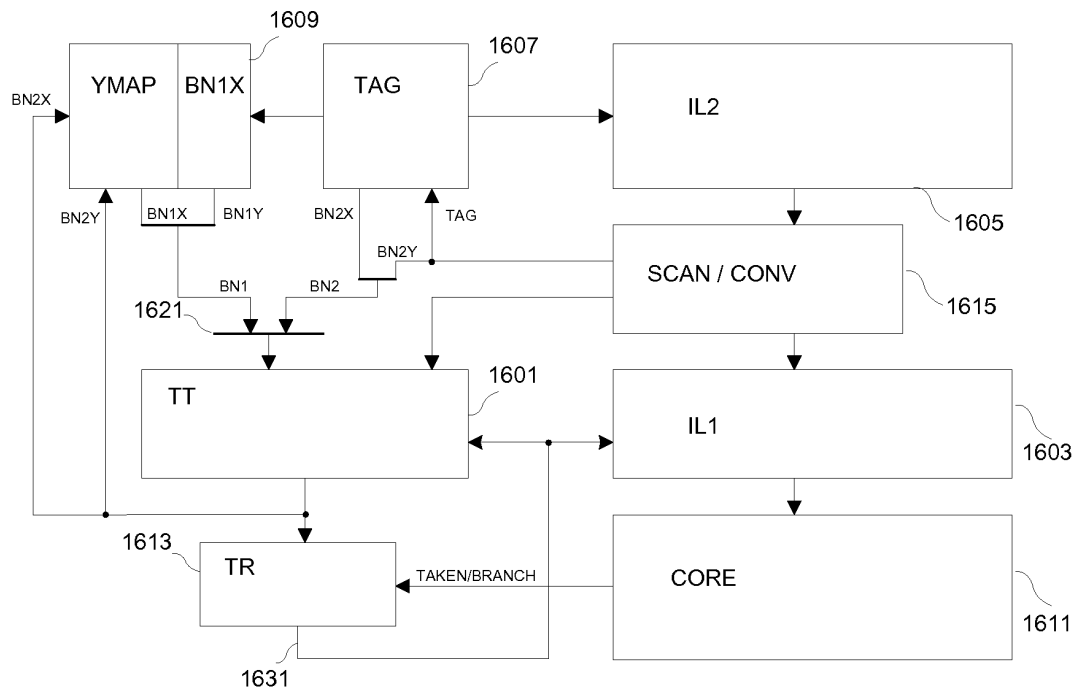 1609
1607
YMAP
BN1X
TAG
IL2
BN2X
BN2Y
BN1X
BN1Y
BN2X
TAG
1605
BN2Y
SCAN / CONV
1615
BN1
BN2
1621
TT
1601
IL1
1603
1613
TR
TAKEN/BRANCH
CORE
1611
1631